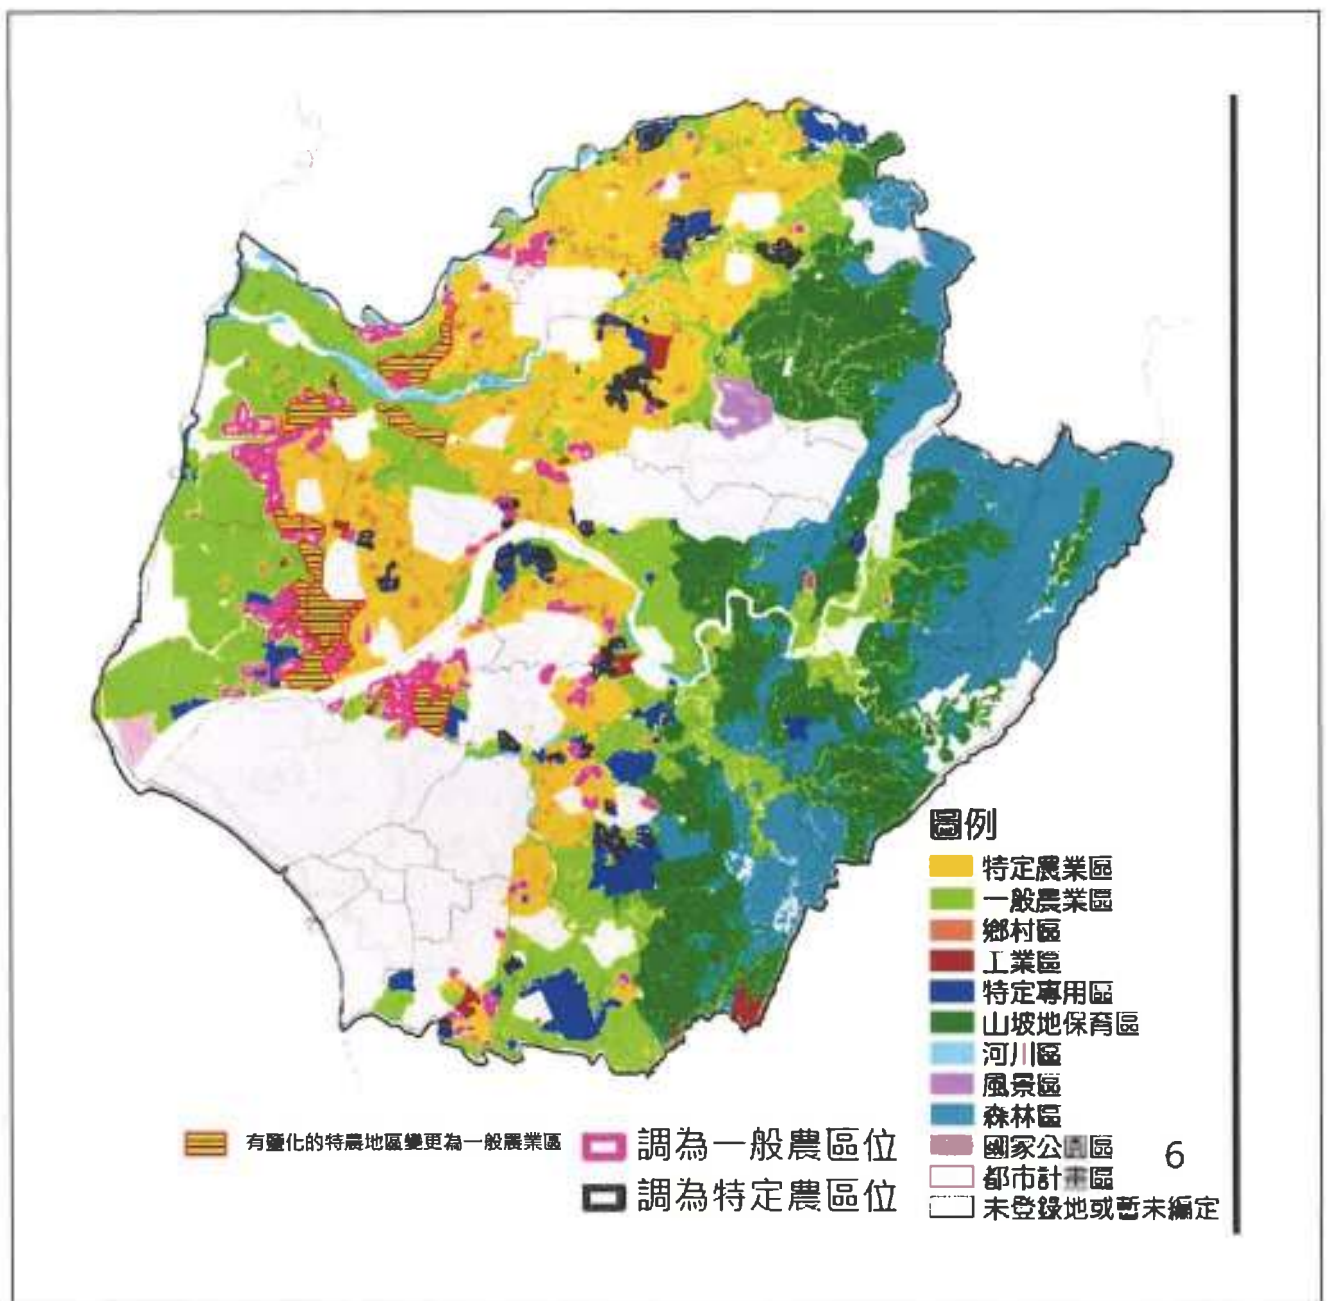 圖例
特定農業區
一般農業區
鄉村區
工業區
特定專用區
山坡地保育區
河川區
風景區
森林區
國家公園區
都市計畫區
未登錄地或暫未編定
有鹽化的特農地區變更為一般農業區
調為一般農區位
調為特定農區位
6